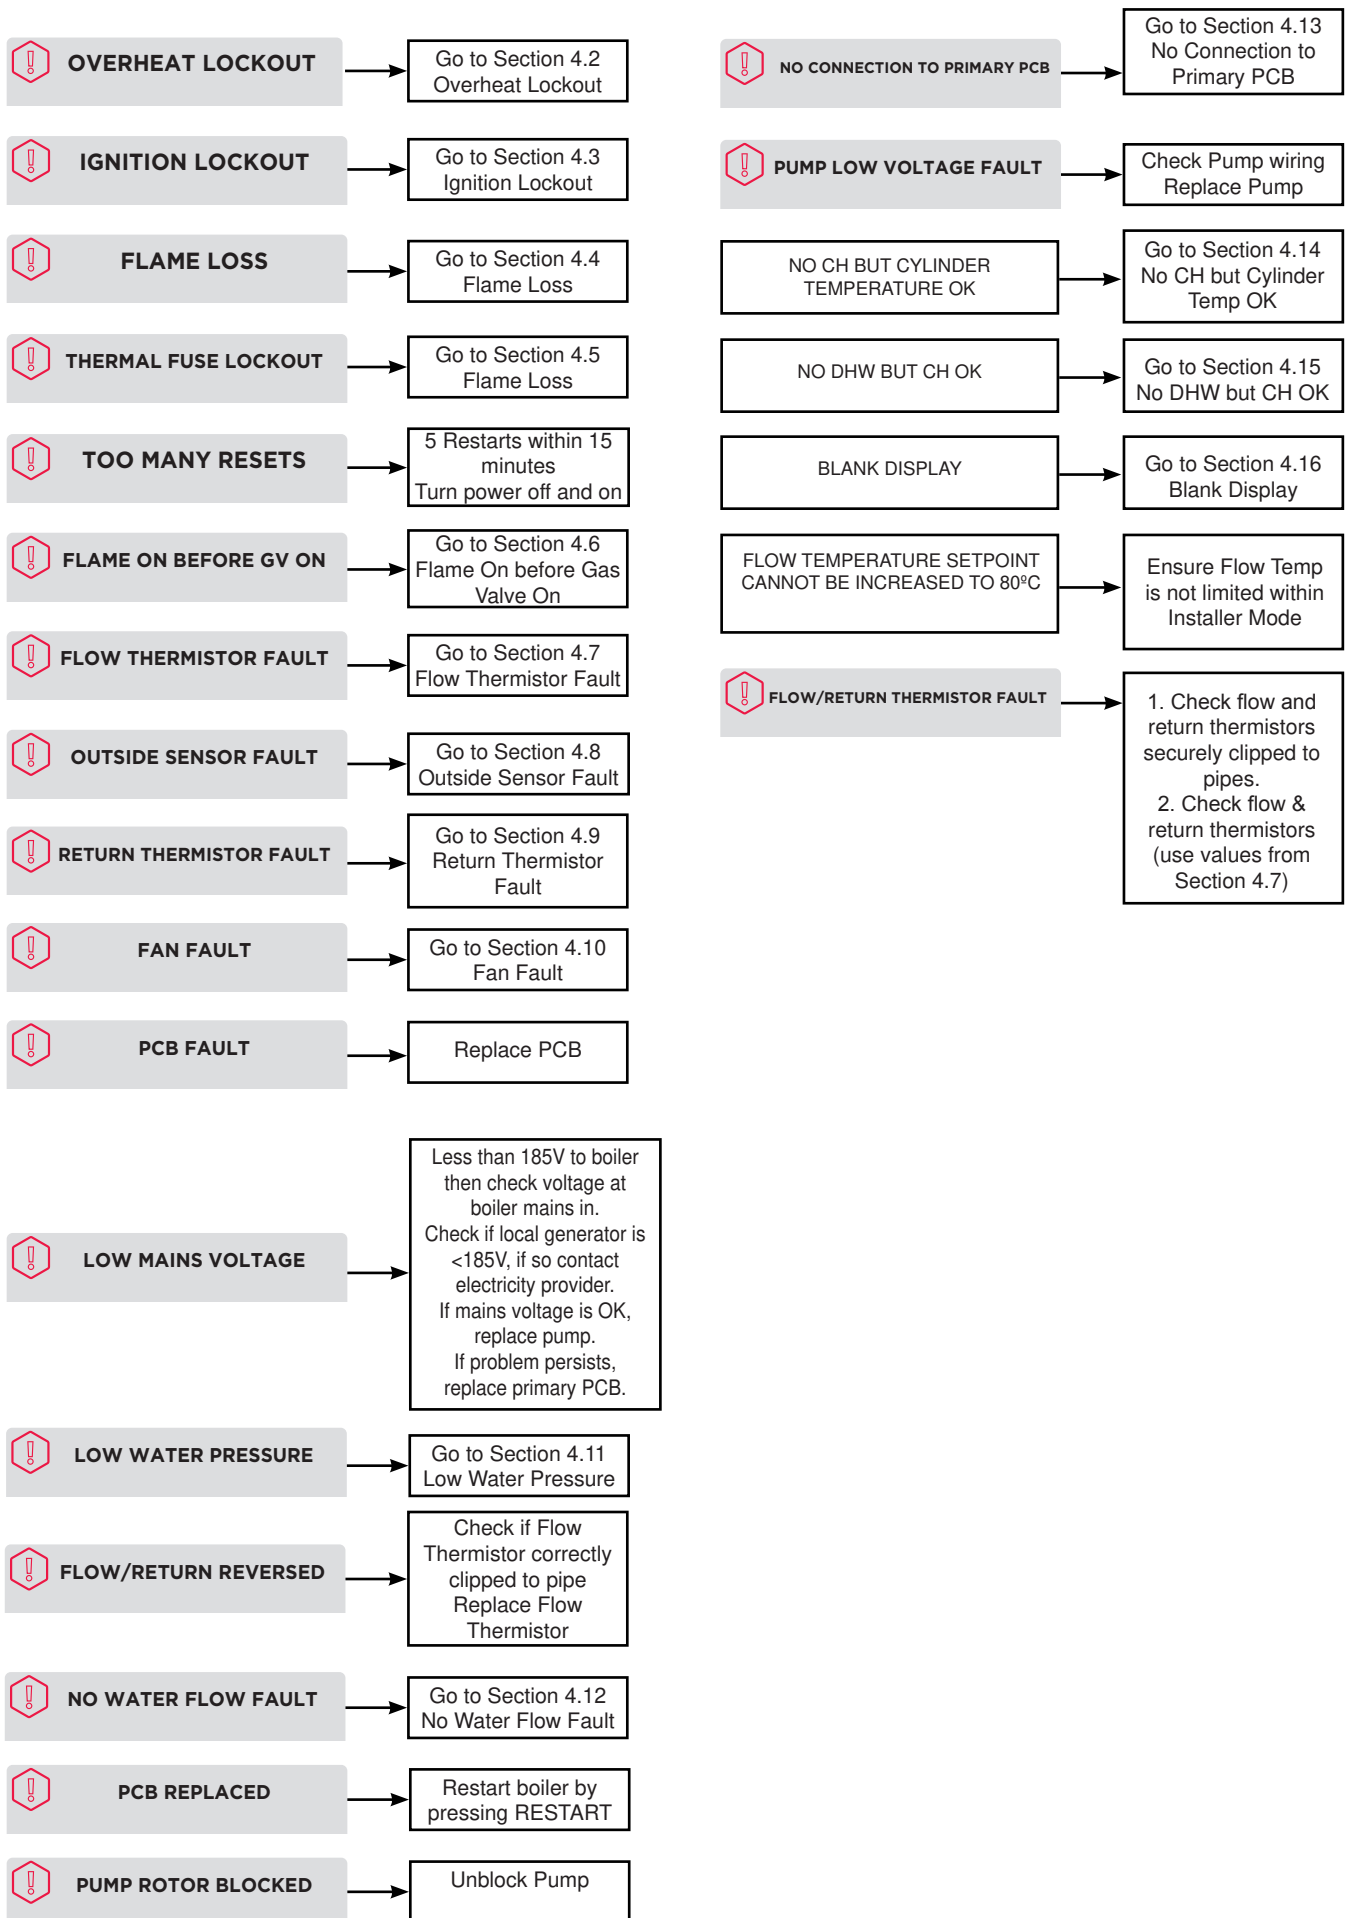 OVERHEAT LOCKOUT
Go to Section 4.2
Overheat Lockout
IGNITION LOCKOUT
Go to Section 4.3
Ignition Lockout
FLAME LOSS
Go to Section 4.4
Flame Loss
THERMAL FUSE LOCKOUT
Go to Section 4.5
Flame Loss
TOO MANY RESETS
5 Restarts within 15
minutes
Turn power off and on
FLAME ON BEFORE GV ON
Go to Section 4.6
Flame On before Gas
Valve On
FLOW THERMISTOR FAULT
Go to Section 4.7
Flow Thermistor Fault
OUTSIDE SENSOR FAULT
Go to Section 4.8
Outside Sensor Fault
RETURN THERMISTOR FAULT
Go to Section 4.9
Return Thermistor
Fault
FAN FAULT
Go to Section 4.10
Fan Fault
PCB FAULT
Replace PCB
LOW MAINS VOLTAGE
Less than 185V to boiler
then check voltage at
boiler mains in.
Check if local generator is
<185V, if so contact
electricity provider.
If mains voltage is OK,
replace pump.
If problem persists,
replace primary PCB.
LOW WATER PRESSURE
Go to Section 4.11
Low Water Pressure
FLOW/RETURN REVERSED
Check if Flow
Thermistor correctly
clipped to pipe
Replace Flow
Thermistor
NO WATER FLOW FAULT
Go to Section 4.12
No Water Flow Fault
PCB REPLACED
Restart boiler by
pressing RESTART
PUMP ROTOR BLOCKED
Unblock Pump
NO CONNECTION TO PRIMARY PCB
Go to Section 4.13
No Connection to
Primary PCB
PUMP LOW VOLTAGE FAULT
Check Pump wiring
Replace Pump
NO CH BUT CYLINDER
TEMPERATURE OK
Go to Section 4.14
No CH but Cylinder
Temp OK
NO DHW BUT CH OK
Go to Section 4.15
No DHW but CH OK
BLANK DISPLAY
Go to Section 4.16
Blank Display
FLOW TEMPERATURE SETPOINT
CANNOT BE INCREASED TO 80ºC
Ensure Flow Temp
is not limited within
Installer Mode
FLOW/RETURN THERMISTOR FAULT
1. Check flow and
return thermistors
securely clipped to
pipes.
2. Check flow &
return thermistors
(use values from
Section 4.7)